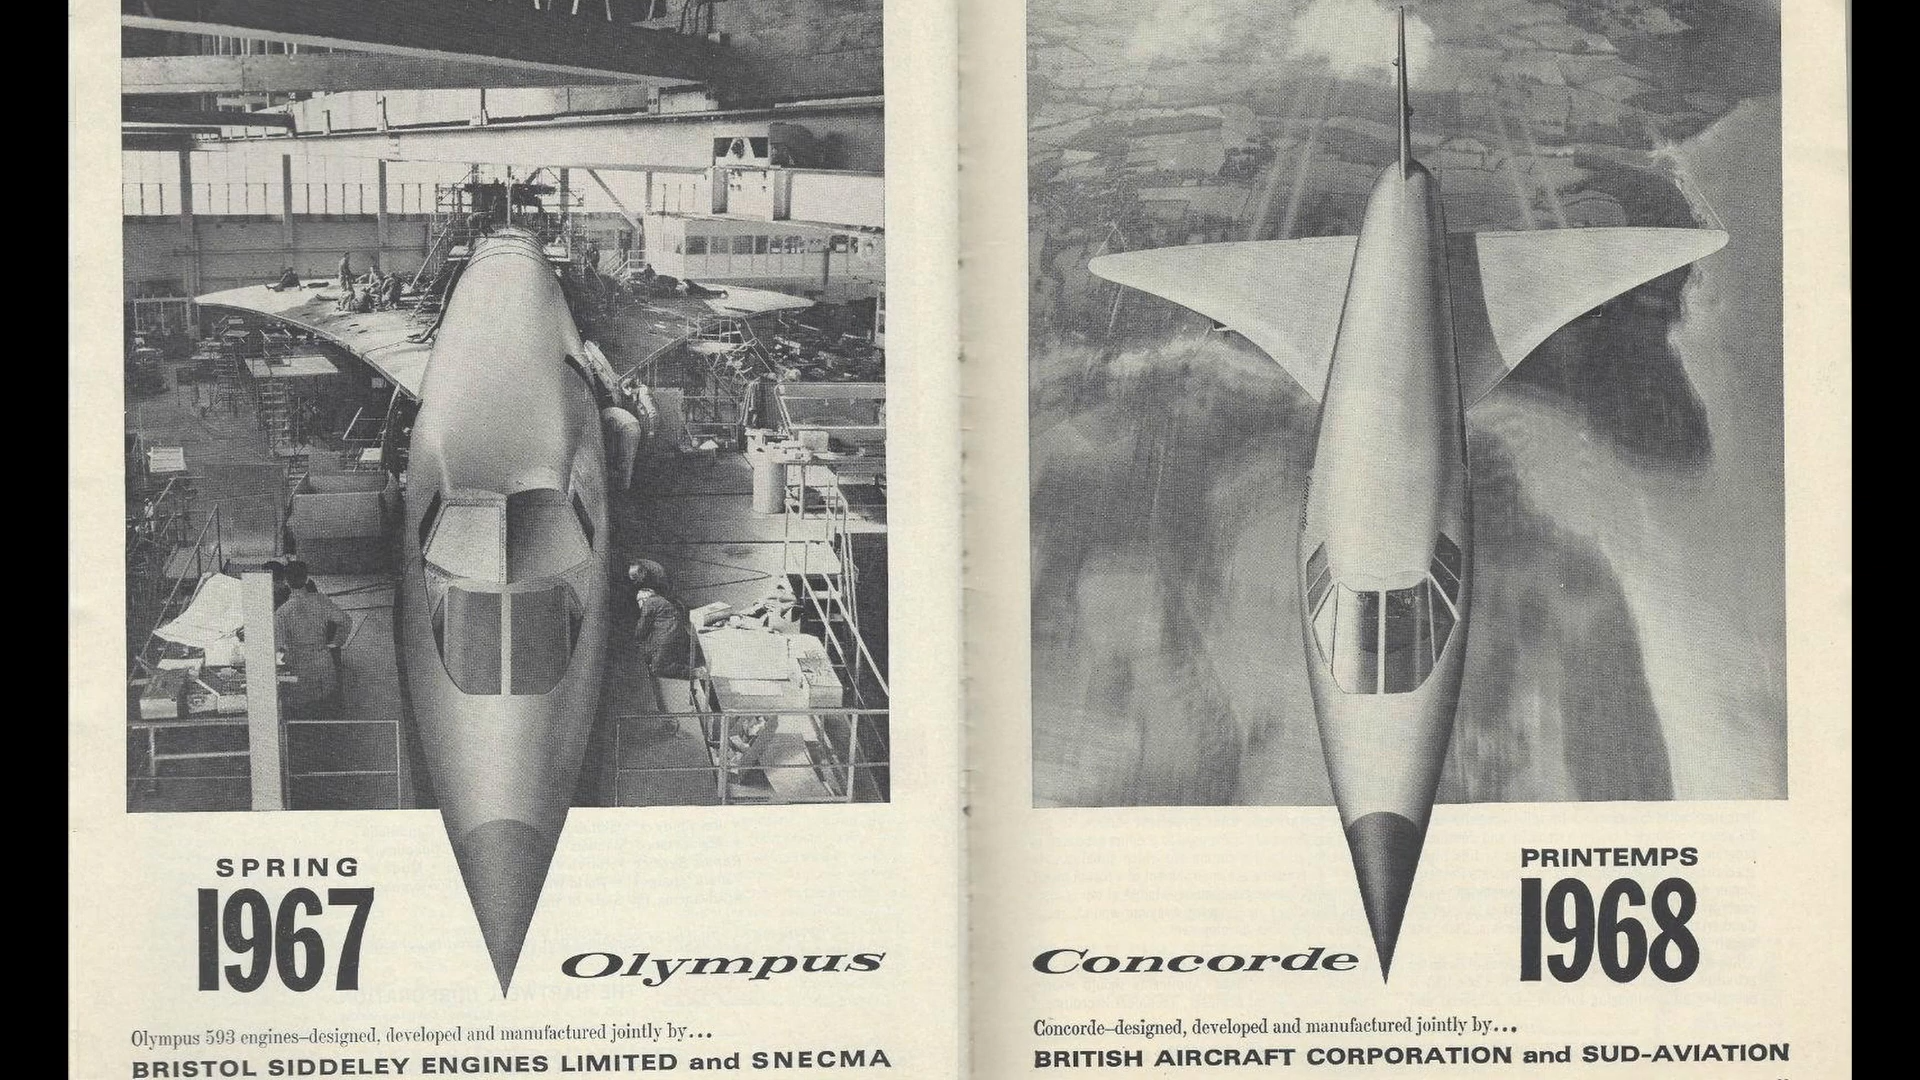 SPRING
1967
Olympus
Olympus 593 engines–designed, developed and manufactured jointly by...
BRISTOL SIDDELEY ENGINES LIMITED and SNECMA
Concorde
PRINTEMPS
1968
Concorde–designed, developed and manufactured jointly by...
BRITISH AIRCRAFT CORPORATION and SUD-AVIATION
Concorde